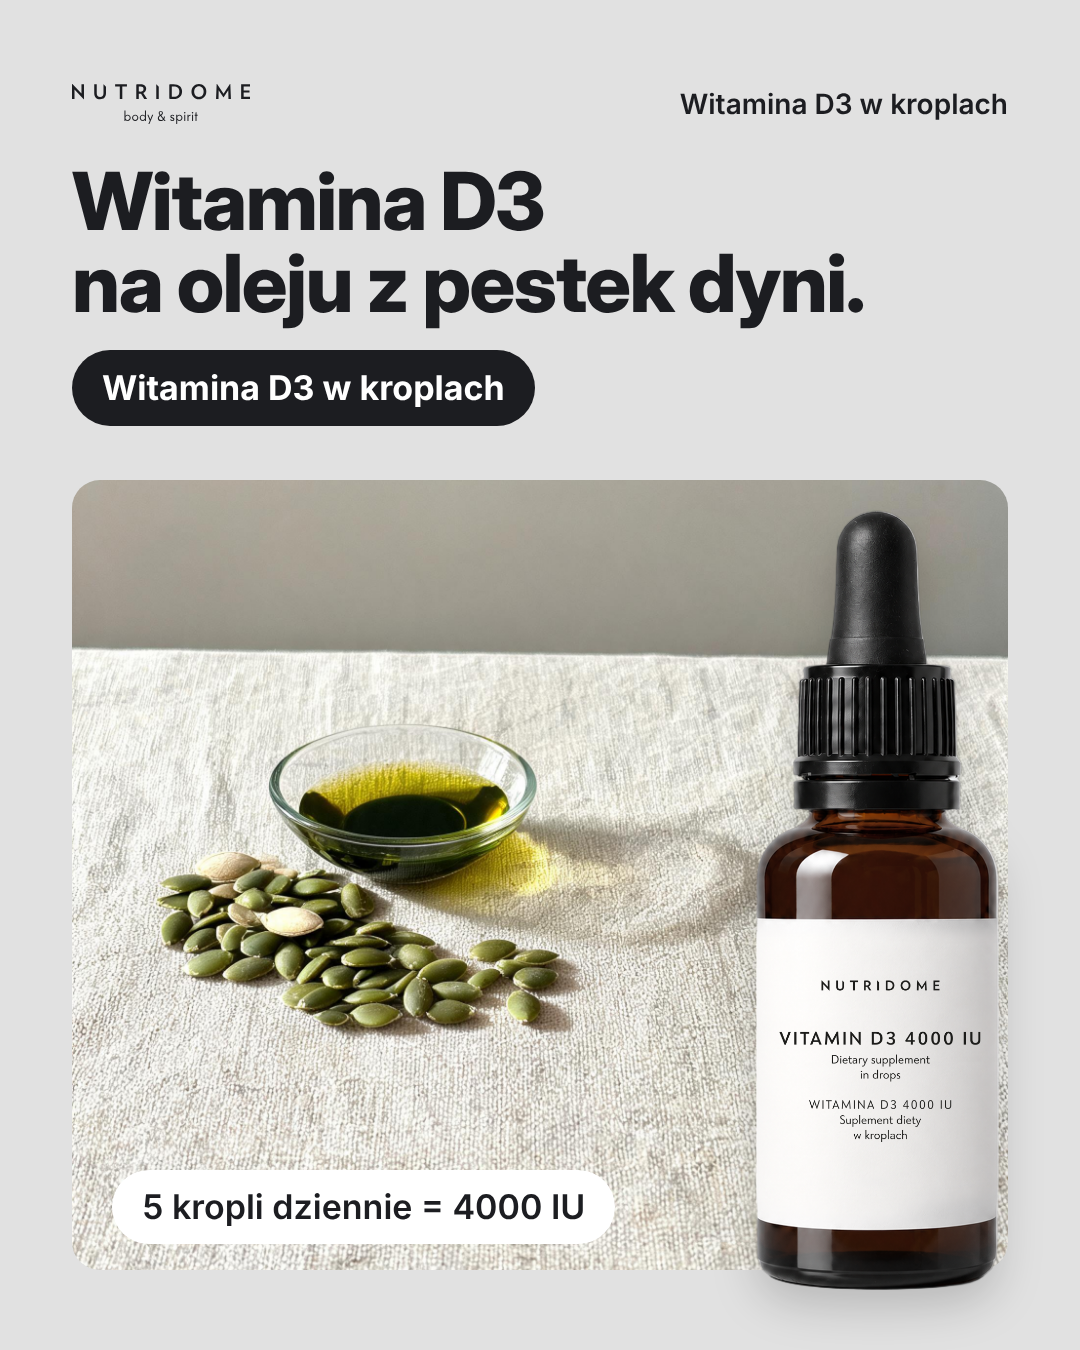 NUTRIDOME
body & spirit
Witamina D3 w kroplach
Witamina D3
na oleju z pestek dyni.
Witamina D3 w kroplach
NUTRIDOME
VITAMIN D3 4000 IU
Dietary supplement
in drops
WITAMINA D3 4000 IU
Suplement diety
w kroplach
5 kropli dziennie = 4000 IU